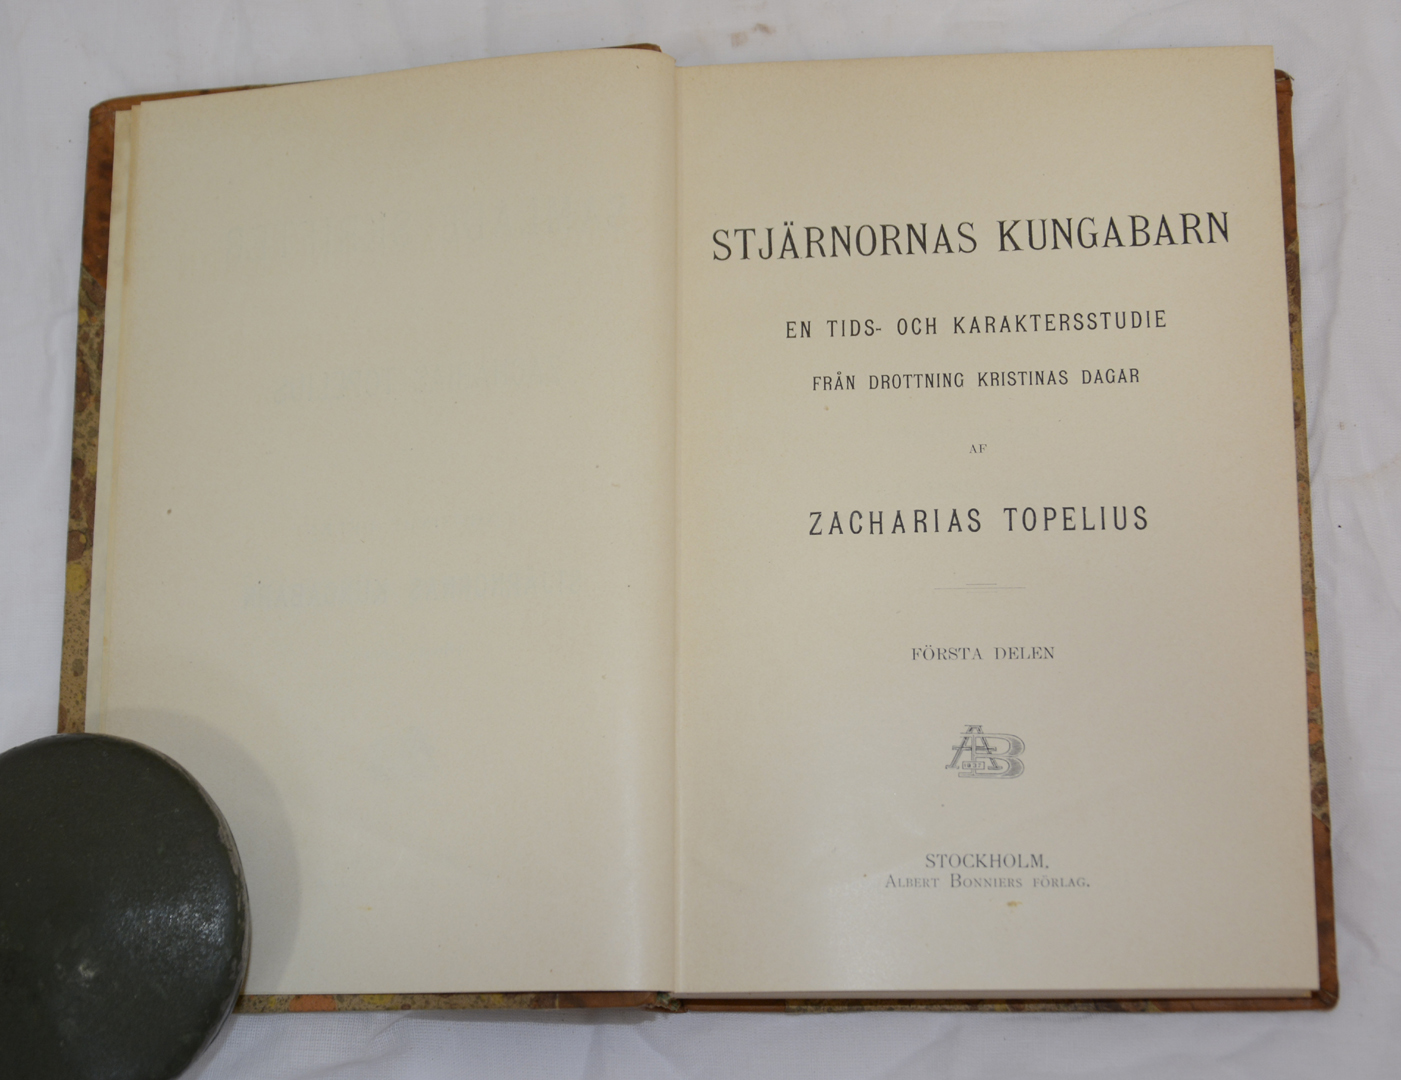 STJÄRNORNAS KUNGABARN
EN TIDS- OCH KARAKTERSSTUDIE
FRÅN DROTTNING KRISTINAS DAGAR
AF
ZACHARIAS TOPELIUS
FÖRSTA DELEN
STOCKHOLM.
ALBERT BONNIERS FÖRLAG.